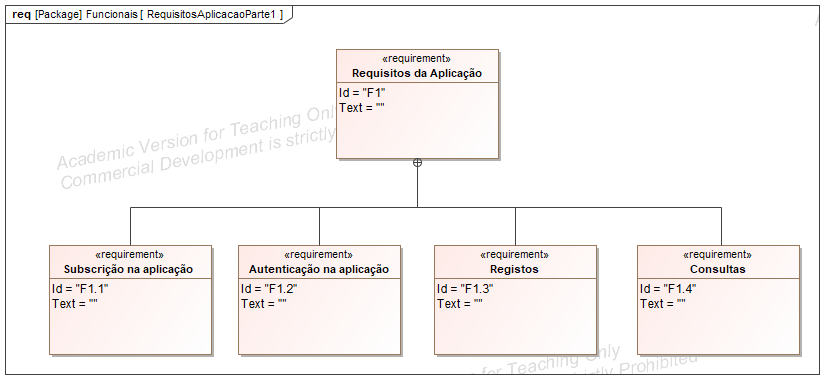 req [Package] Funcionais [ RequisitosAplicacaoParte1 ]
«requirement»
Requisitos da Aplicação
Id = "F1"
Text = ""
Academic Version for Teaching Only
Commercial Development is strictly
«requirement»
Subscrição na aplicação
Id = "F1.1"
Text = ""
«requirement»
Autenticação na aplicação
Id = "F1.2"
Text = ""
«requirement»
Registos
Id = "F1.3"
Text = ""
«requirement»
Consultas
Id = "F1.4"
Text = ""
for Teaching Only
Prohibited